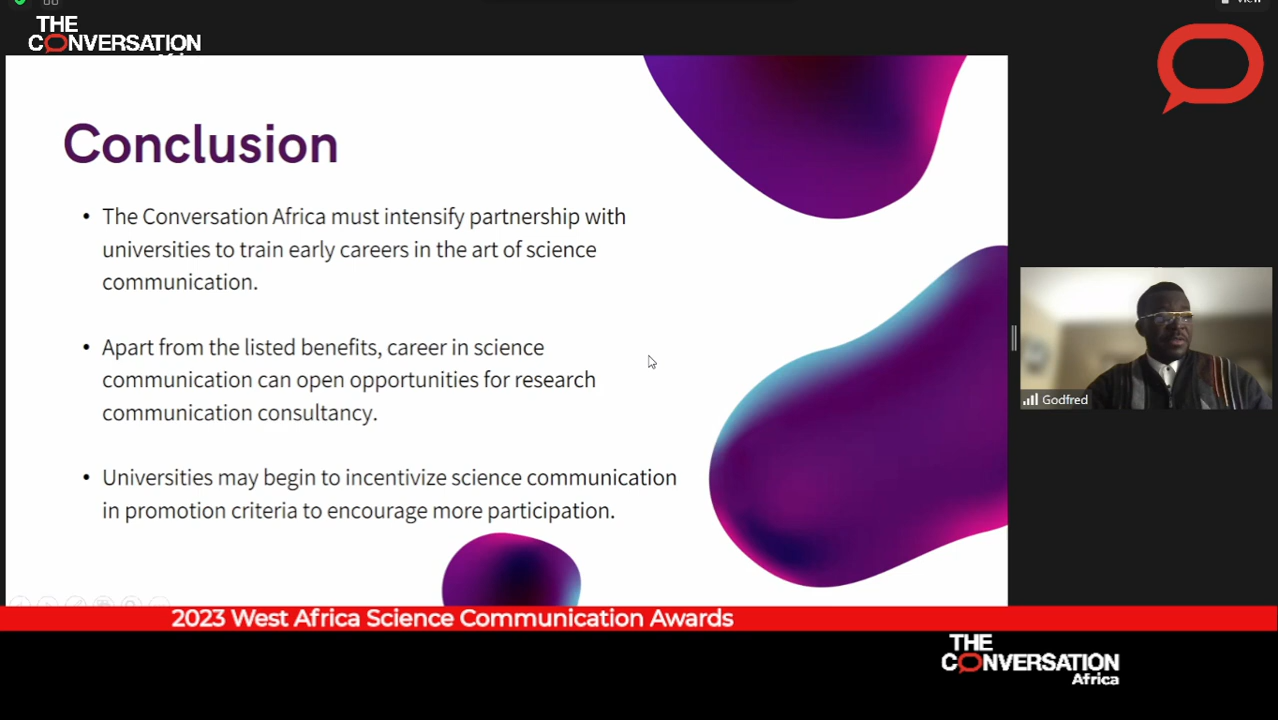 View
THE
CONVERSATION
Conclusion
• The Conversation Africa must intensify partnership with
universities to train early careers in the art of science
communication.
• Apart from the listed benefits, career in science
communication can open opportunities for research
communication consultancy.
• Universities may begin to incentivize science communication
in promotion criteria to encourage more participation.
Godfred
2023 West Africa Science Communication Awards
THE
CONVERSATION
Africa